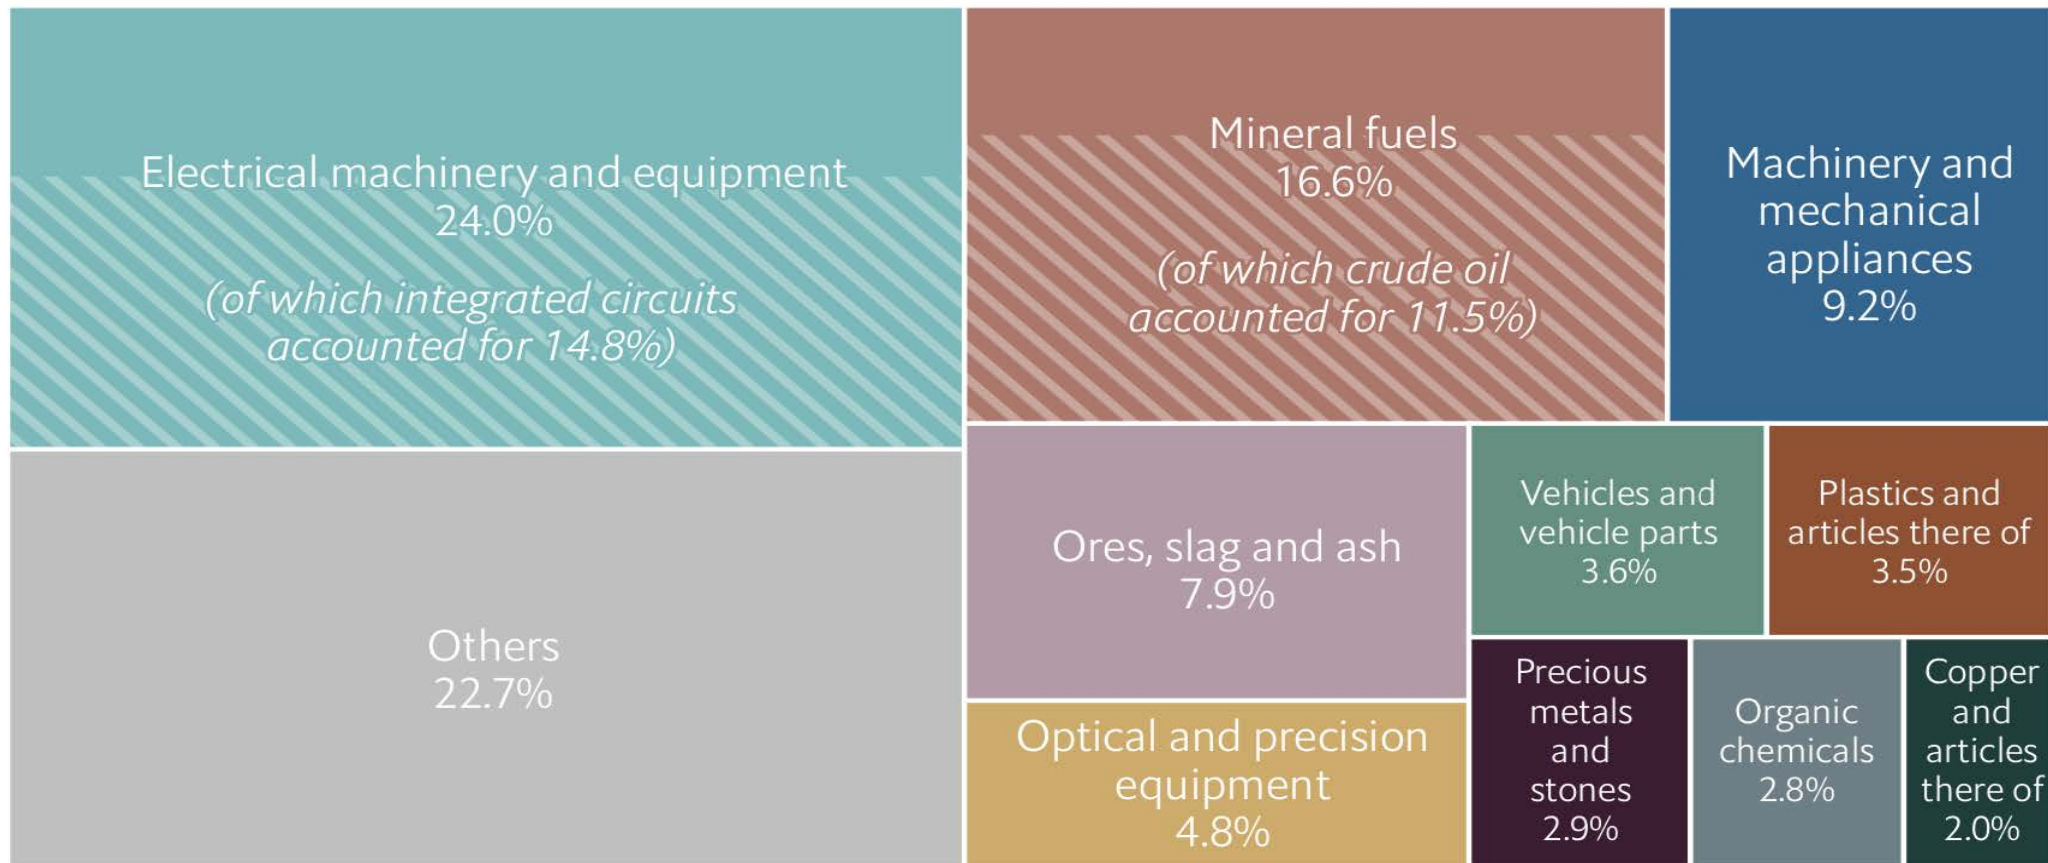 Electrical machinery and equipment
24.0%
(of which integrated circuits
accounted for 14.8%)
Mineral fuels
16.6%
(of which crude oil
accounted for 11.5%)
Machinery and
mechanical
appliances
9.2%
Others
22.7%
Ores, slag and ash
7.9%
Optical and precision
equipment
4.8%
Vehicles and
vehicle parts
3.6%
Plastics and
articles there of
3.5%
Precious
metals
and
stones
2.9%
Organic
chemicals
2.8%
Copper
and
articles
there of
2.0%